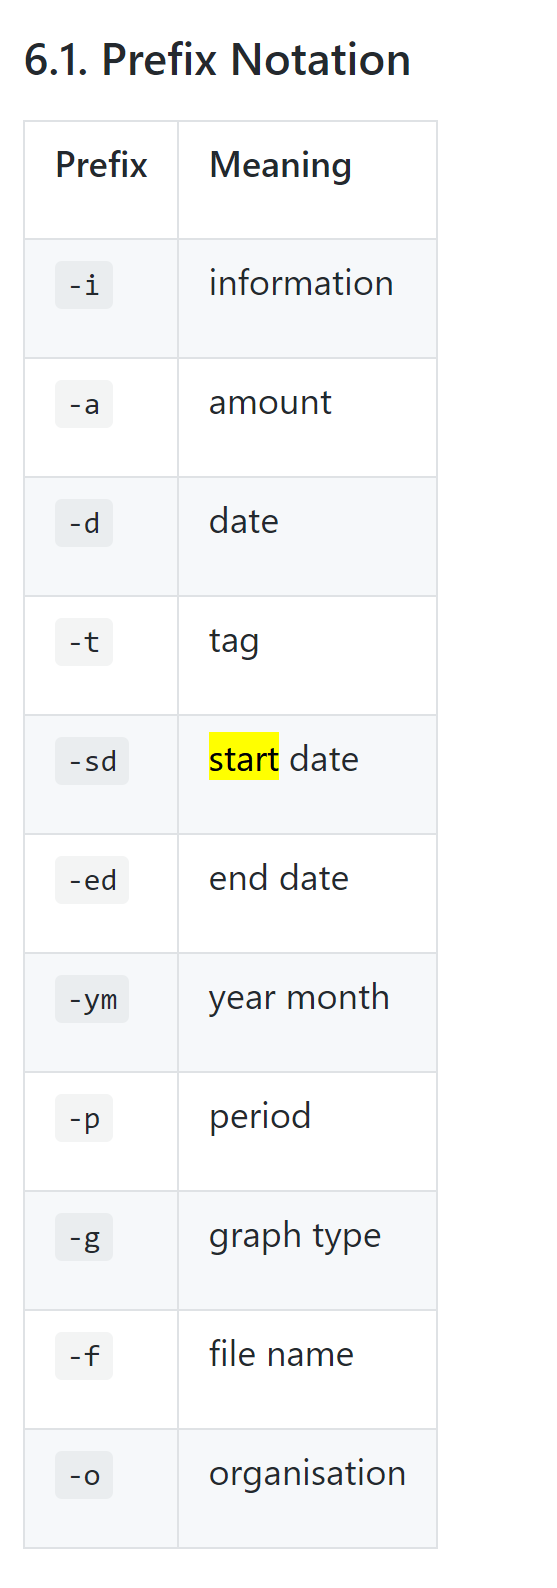 6.1. Prefix Notation
Prefix Meaning
-i information
-a amount
-d date
-t tag
-sd start date
-ed end date
-ym year month
-p period
-g graph type
-f file name
-o organisation